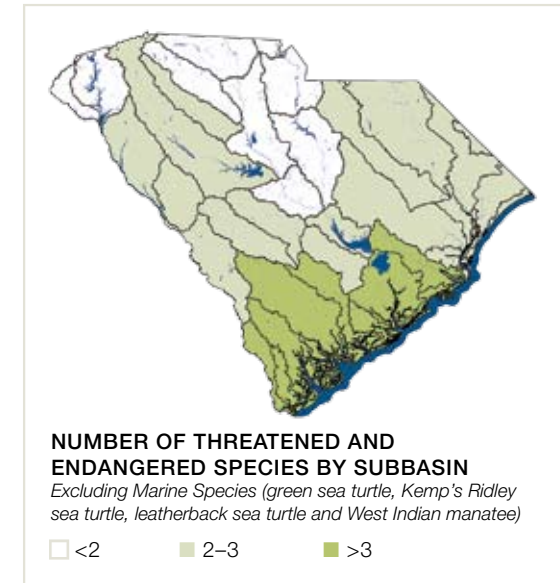 NUMBER OF THREATENED AND
ENDANGERED SPECIES BY SUBBASIN
Excluding Marine Species (green sea turtle, Kemp's Ridley
sea turtle, leatherback sea turtle and West Indian manatee)
<2 2–3 >3